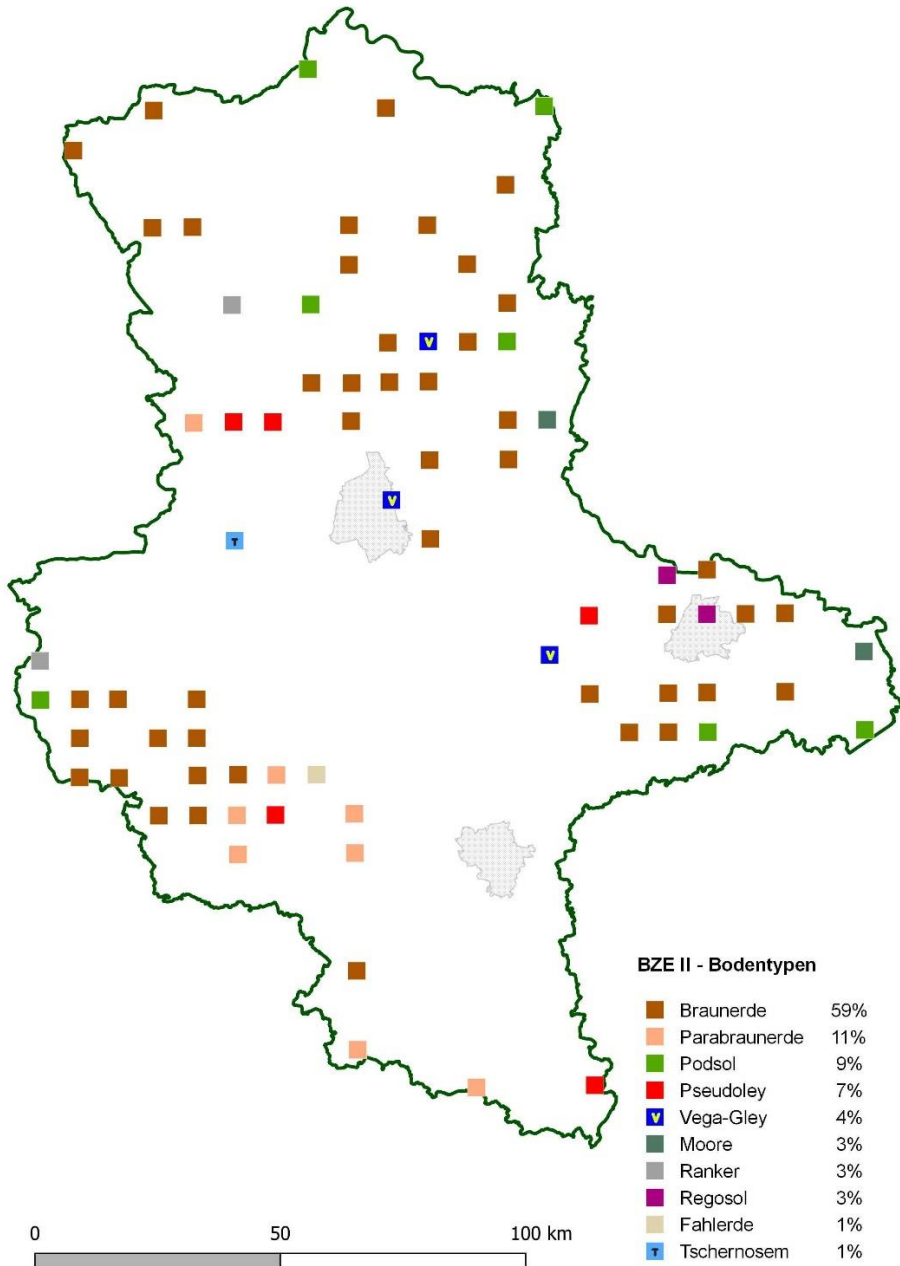 V
V
T
V
BZE II - Bodentypen
Braunerde 59%
Parabraunerde 11%
Podsol 9%
Pseudoley 7%
V Vega-Gley 4%
Moore 3%
Ranker 3%
Regosol 3%
Fahlerde 1%
T Tschernosem 1%
0 50 100 km